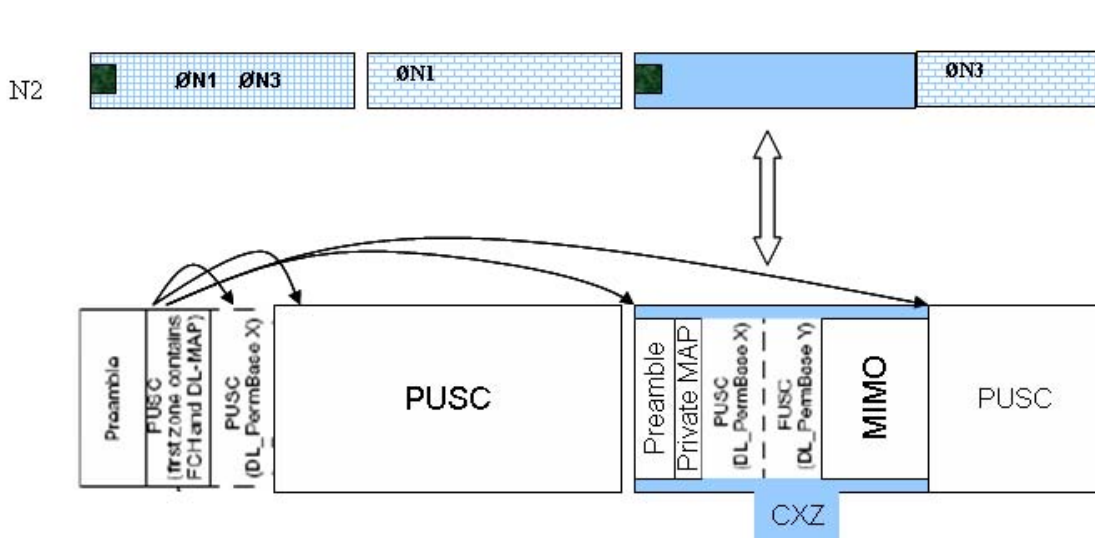 N2
ØN1 ØN3
ØN1
ØN3
Preamble
PUSC
(first zone contains
FCH and DL-MAP)
PUSC
(DL_PermBase X)
PUSC
Preamble
Private MAP
PUSC
(DL_PermBase X)
FUSC
(DL_PermBase Y)
MIMO
PUSC
CXZ